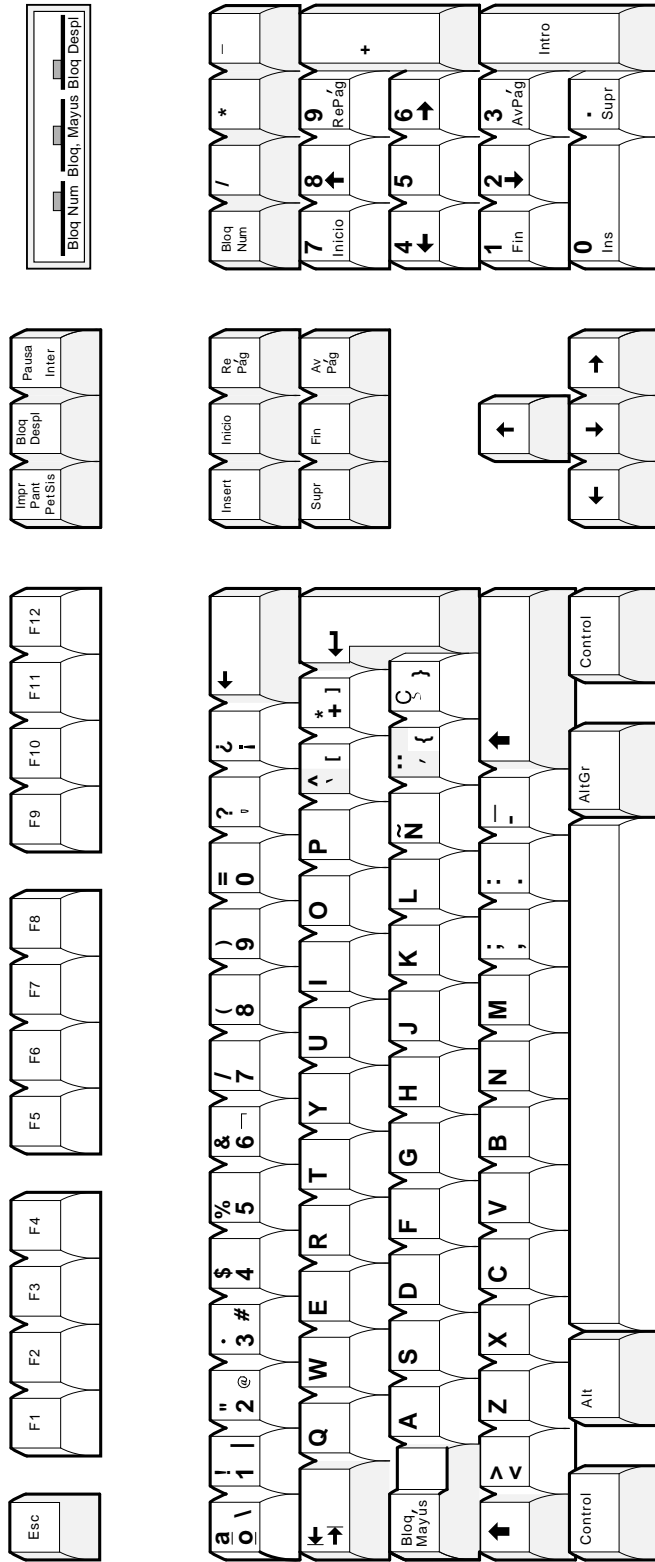 Esc F1 F2 F3 F4 F5 F6 F7 F8 F9 F10 F11 F12
Impr Pant PetSis
Bloq Despl
Pausa Inter
Bloq Num Bloq, Mayus Bloq Despl
ª º \
! 1 |
" 2 @
· 3 #
$ 4
% 5
& 6 ¬
/ 7
( 8
) 9
= 0
? '
¿ ¡
Insert Inicio Re Pág
Bloq Num / * -
Q W E R T Y U I O P
^ ` [
* + ]
Supr Fin Av Pág
7 Inicio
8
9 RePág
+
Bloq, Mayus
A S D F G H J K L Ñ
¨ ´ {
Ç ç }
4 5 6
> <
Z X C V B N M
; ,
: .
_ -
1 Fin
2
3 AvPág
Intro
Control Alt AltGr Control
0 Ins
. Supr